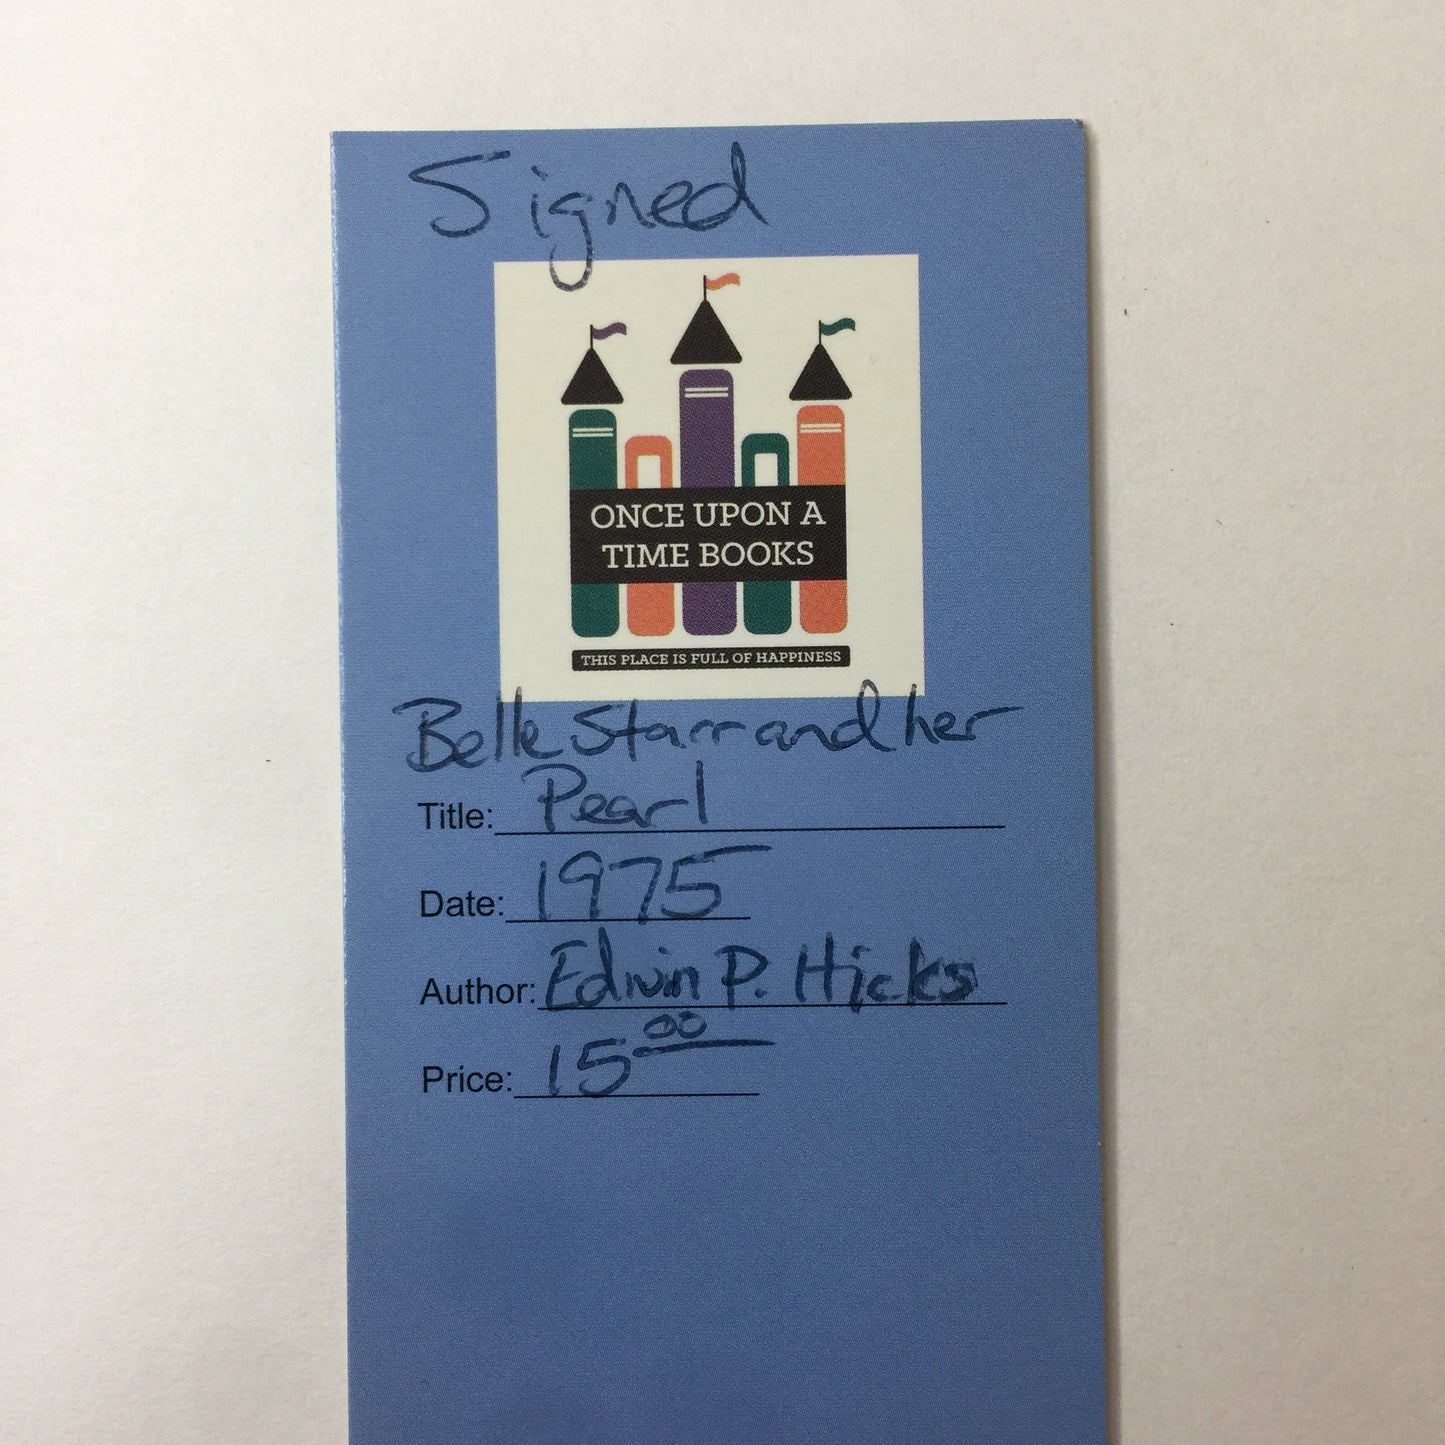 Signed
ONCE UPON A
TIME BOOKS
THIS PLACE IS FULL OF HAPPINESS
Belle Starr and her
Title: Pearl
Date: 1975
Author: Edwin P. Hicks
Price: 15 00